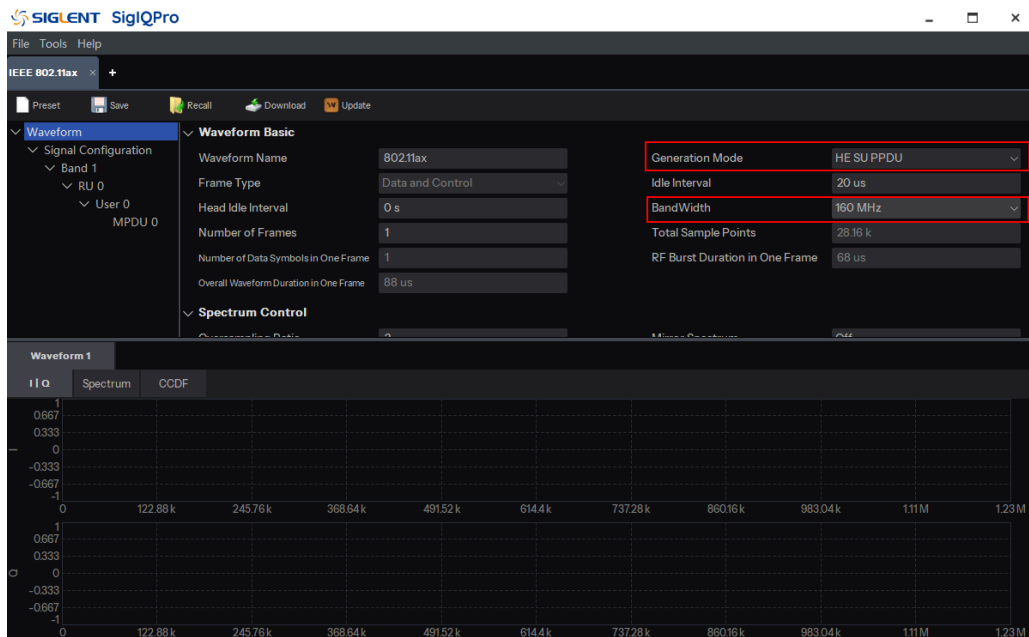 SIGLENT SigIQPro
File Tools Help
IEEE 802.11ax × +
Preset Save Recall Download Update
Waveform
Signal Configuration
Band 1
RU 0
User 0
MPDU 0
Waveform Basic
Waveform Name 802.11ax
Generation Mode HE SU PPDU
Frame Type Data and Control
Idle Interval 20 us
Head Idle Interval 0 s
BandWidth 160 MHz
Number of Frames 1
Total Sample Points 28.16 k
Number of Data Symbols in One Frame 1
RF Burst Duration in One Frame 68 us
Overall Waveform Duration in One Frame 88 us
Spectrum Control
Oversampling Ratio 2
Mirror Spectrum Off
Waveform 1
I | Q Spectrum CCDF
1
0.667
0.333
0
-0.333
-0.667
-1
I
0 122.88 k 245.76 k 368.64 k 491.52 k 614.4 k 737.28 k 860.16 k 983.04 k 1.11 M 1.23 M
1
0.667
0.333
0
-0.333
-0.667
-1
Q
0 122.88 k 245.76 k 368.64 k 491.52 k 614.4 k 737.28 k 860.16 k 983.04 k 1.11 M 1.23 M